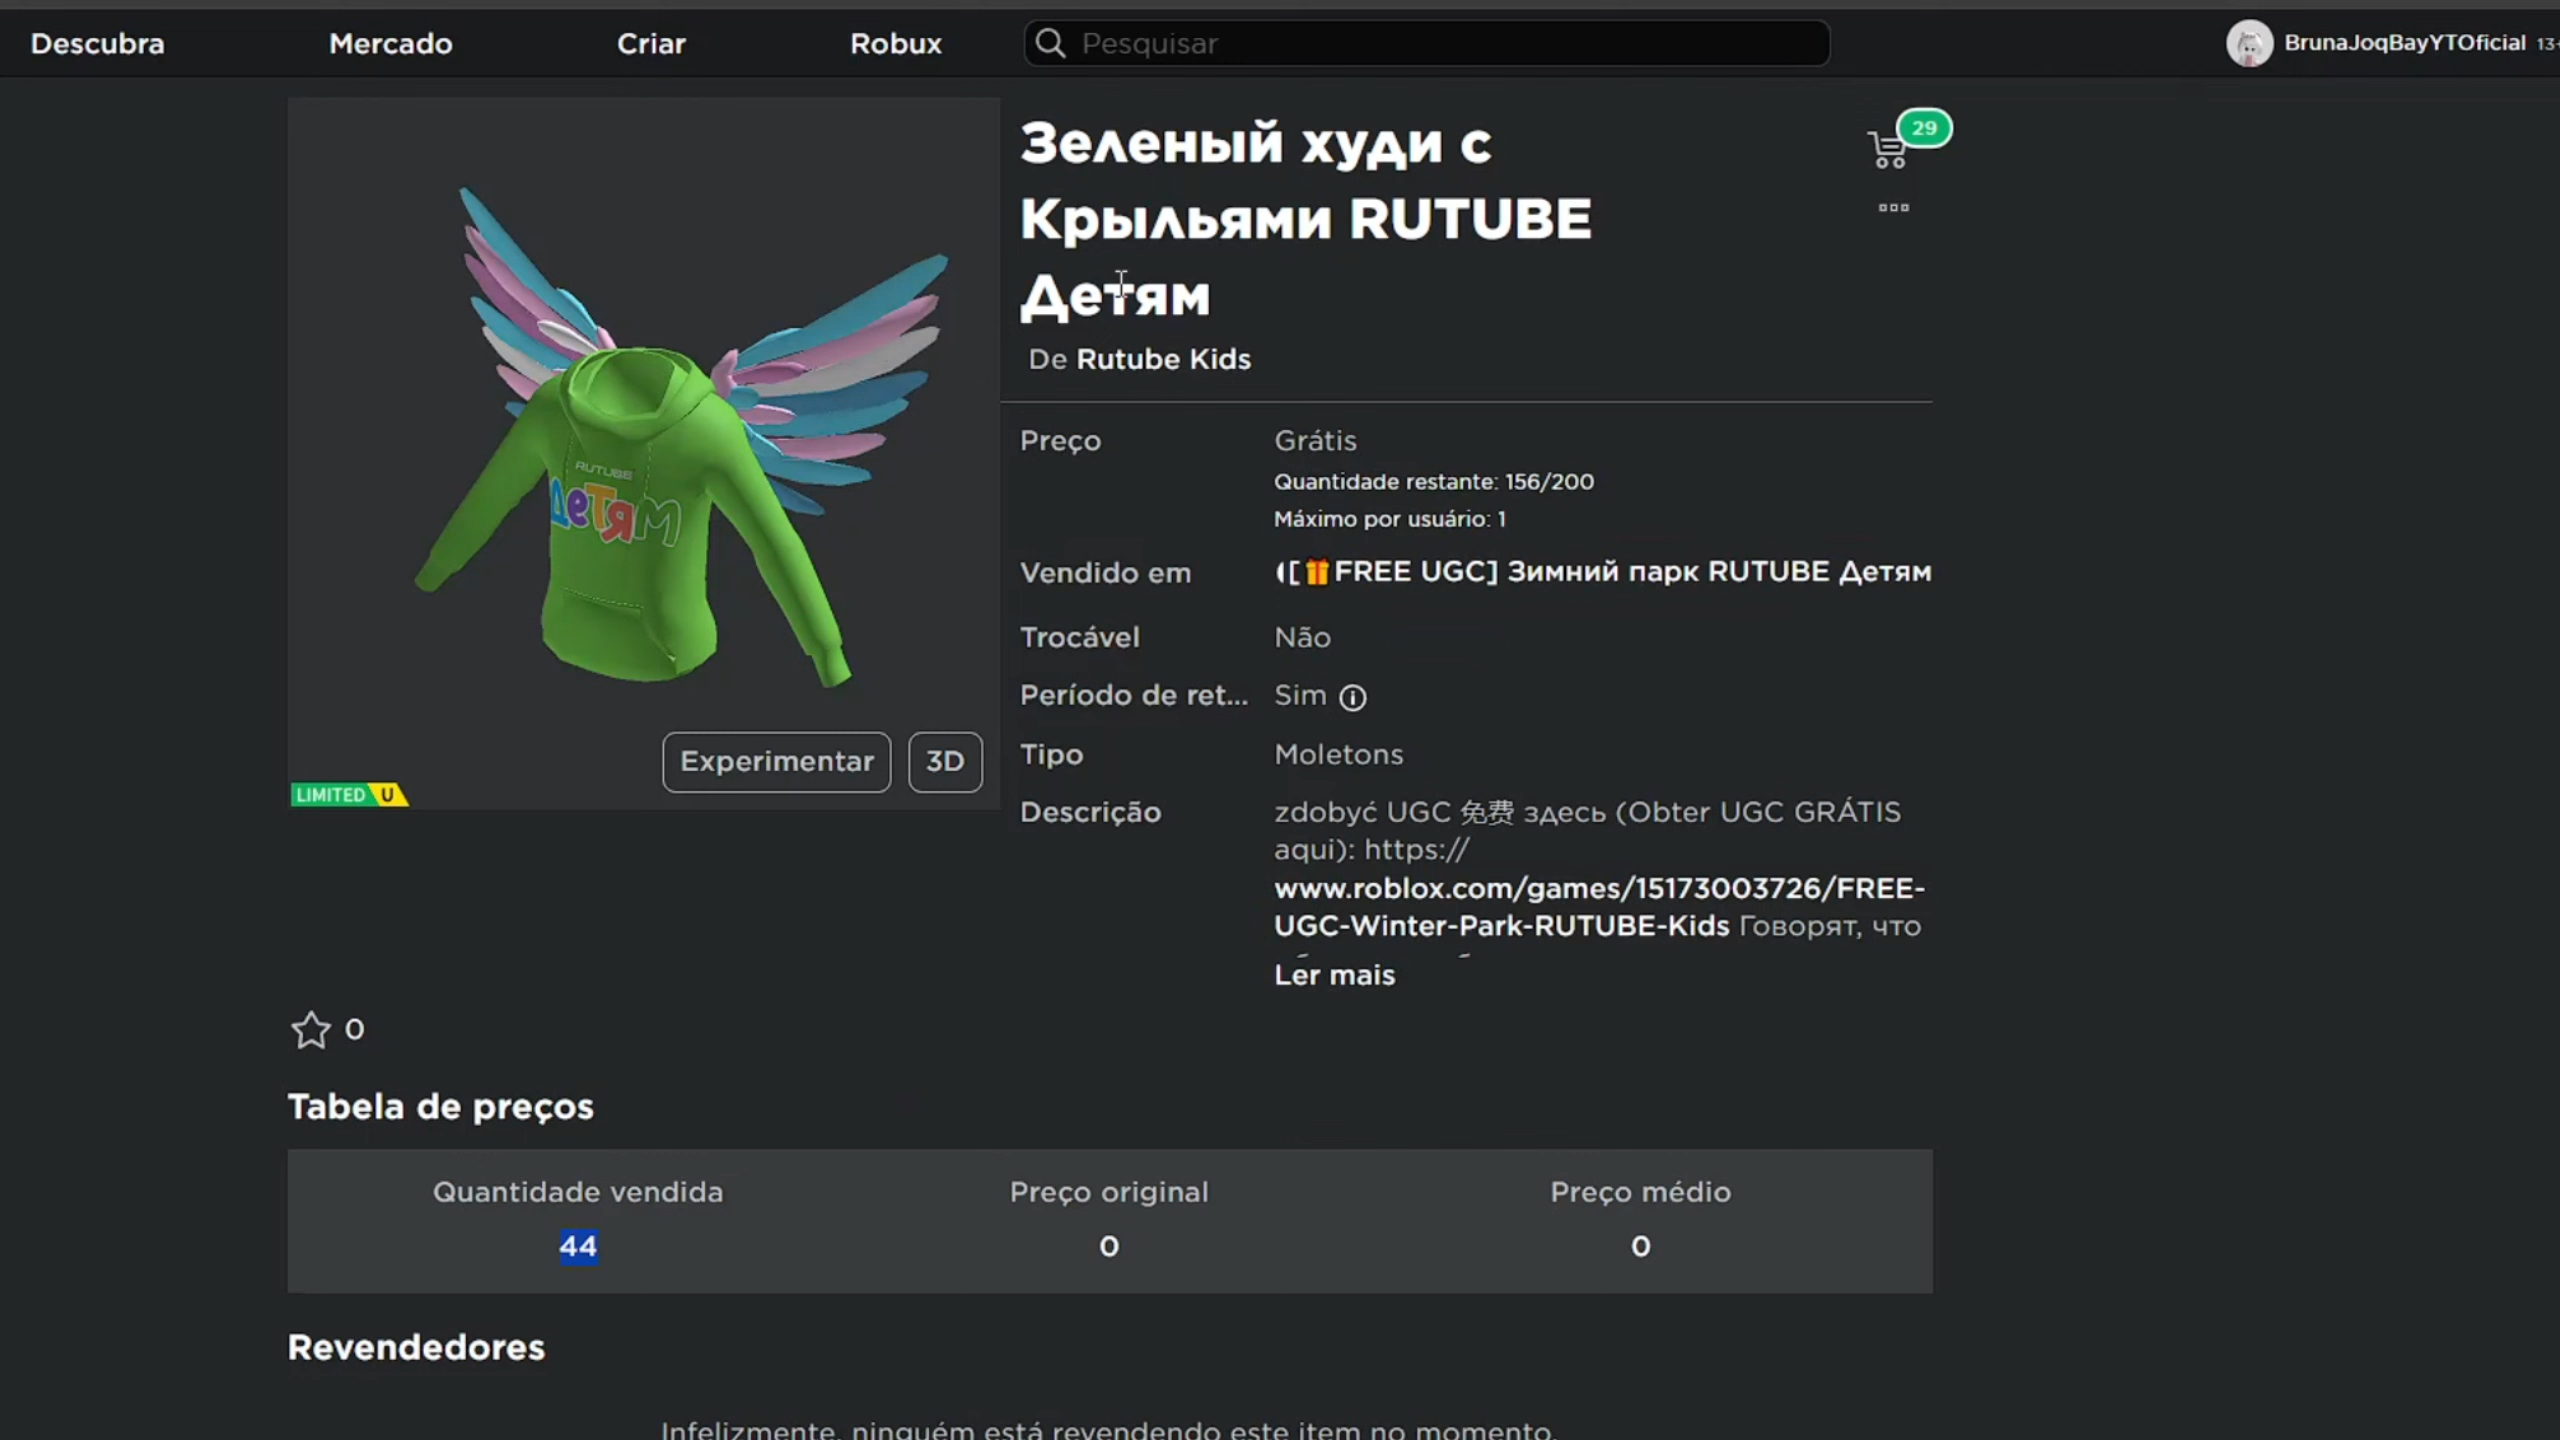 Descubra Mercado Criar Robux Pesquisar BrunaJoqBayYTOficial
Зеленый худи с
Крыльями RUTUBE
Детям
29
De Rutube Kids
RUTUBE
Детям
Experimentar 3D
LIMITED U
Preço Grátis
Quantidade restante: 156/200
Máximo por usuário: 1
Vendido em [🎁FREE UGC] Зимний парк RUTUBE Детям
Trocável Não
Período de ret... Sim
Tipo Moletons
Descrição zdobyć UGC 免费 здесь (Obter UGC GRÁTIS
aqui): https://
www.roblox.com/games/15173003726/FREE-
UGC-Winter-Park-RUTUBE-Kids Говорят, что
Ler mais
0
Tabela de preços
Quantidade vendida Preço original Preço médio
44 0 0
Revendedores
Infelizmente, ninguém está revendendo este item no momento.